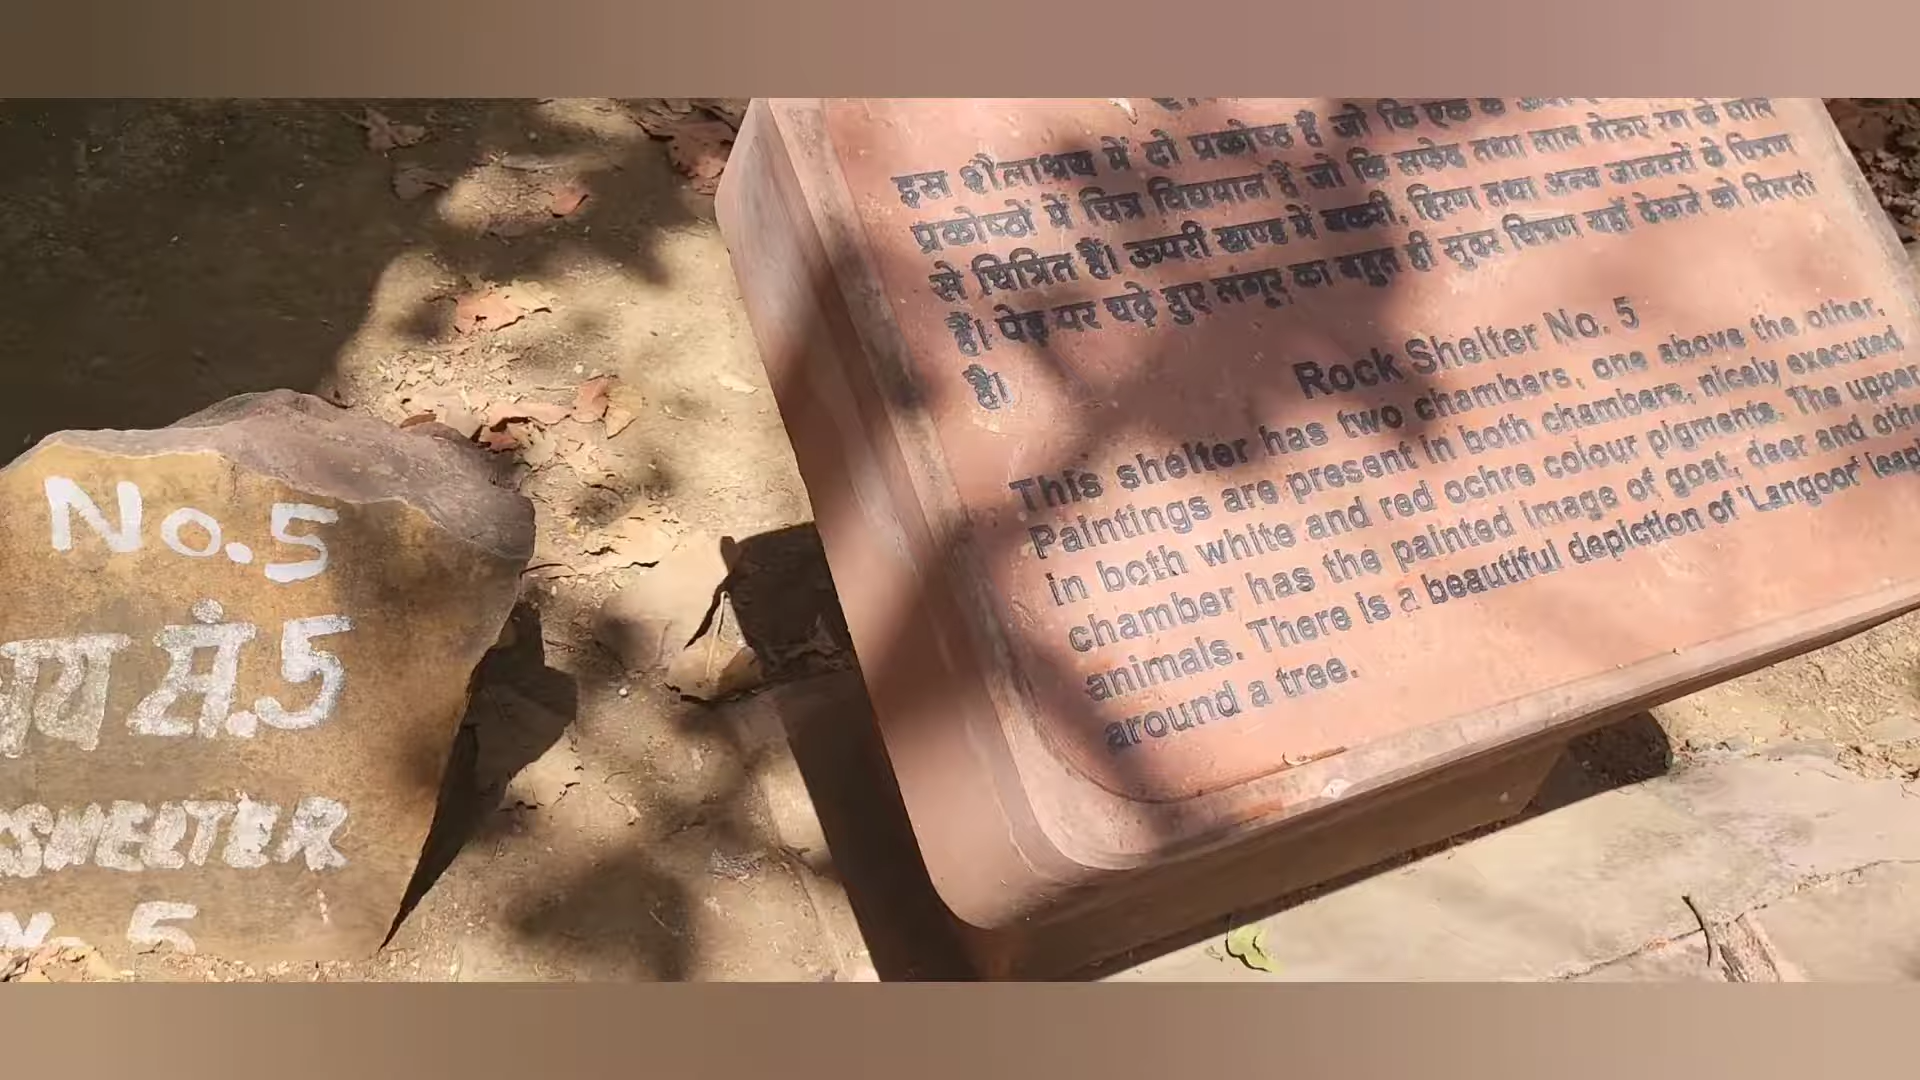 No.5
सं.5
SHELTER
5
इस शैलाश्रय में दो प्रकोष्ठ हैं जो कि एक के
प्रकोष्ठों में चित्र विद्यमान हैं जो कि सफेद तथा लाल गेरूए रंग के
से चित्रित हैं। ऊपरी खण्ड में बकरी, हिरण तथा अन्य जानवरों के चित्रण
हैं। पेड़ पर चढ़े हुए लंगूर का बहुत ही सुंदर चित्रण यहाँ देखने को मिलता
है।
Rock Shelter No. 5
This shelter has two chambers, one above the other.
Paintings are present in both chambers, nicely executed
in both white and red ochre colour pigments. The upper
chamber has the painted image of goat, deer and
animals. There is a beautiful depiction of 'Langoor'
around a tree.